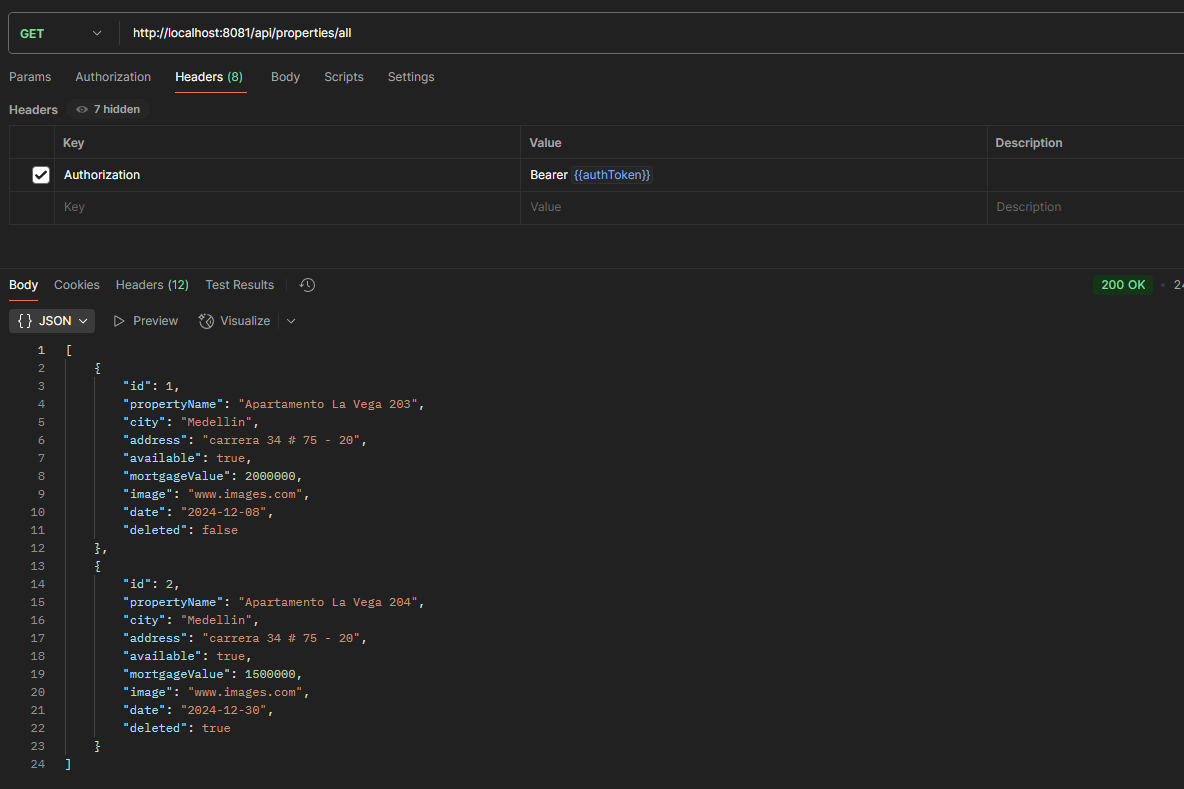 GET http://localhost:8081/api/properties/all
Params Authorization Headers (8) Body Scripts Settings
Headers 7 hidden
Key Value Description
Authorization Bearer {{authToken}}
Key Value Description
Body Cookies Headers (12) Test Results 200 OK
{} JSON Preview Visualize
1 [
2 {
3 "id": 1,
4 "propertyName": "Apartamento La Vega 203",
5 "city": "Medellin",
6 "address": "carrera 34 # 75 - 20",
7 "available": true,
8 "mortgageValue": 2000000,
9 "image": "www.images.com",
10 "date": "2024-12-08",
11 "deleted": false
12 },
13 {
14 "id": 2,
15 "propertyName": "Apartamento La Vega 204",
16 "city": "Medellin",
17 "address": "carrera 34 # 75 - 20",
18 "available": true,
19 "mortgageValue": 1500000,
20 "image": "www.images.com",
21 "date": "2024-12-30",
22 "deleted": true
23 }
24 ]